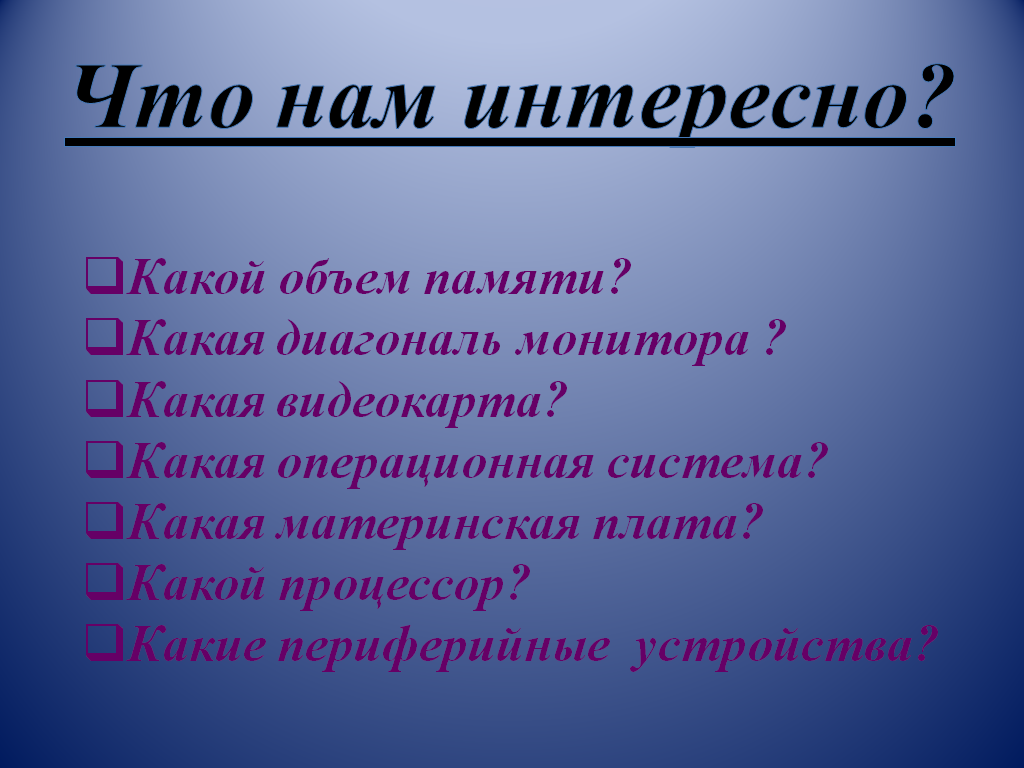 Что нам интересно?
❑Какой объем памяти?
❑Какая диагональ монитора ?
❑Какая видеокарта?
❑Какая операционная система?
❑Какая материнская плата?
❑Какой процессор?
❑Какие периферийные  устройства?